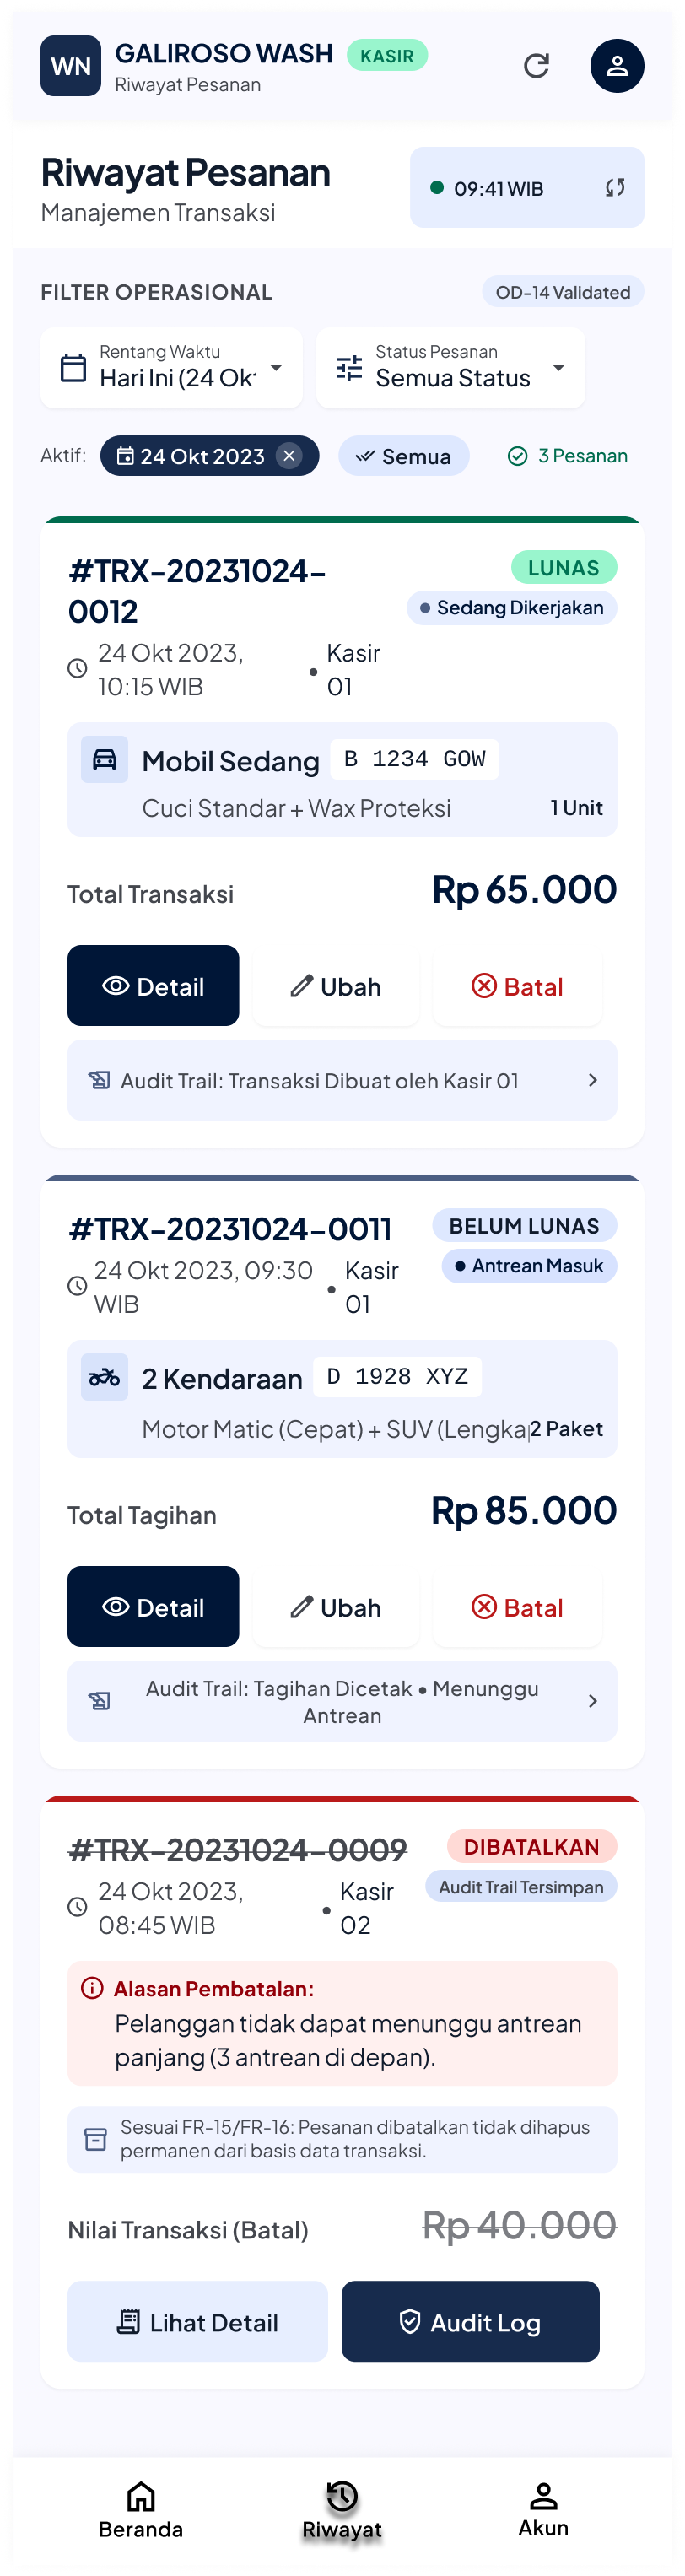 WN
GALIROSO WASH
KASIR
Riwayat Pesanan
Riwayat Pesanan
Manajemen Transaksi
09:41 WIB
FILTER OPERASIONAL
OD-14 Validated
Rentang Waktu
Hari Ini (24 Okt
Status Pesanan
Semua Status
Aktif:
24 Okt 2023
Semua
3 Pesanan
#TRX-20231024-
0012
LUNAS
• Sedang Dikerjakan
24 Okt 2023,
10:15 WIB
• Kasir
01
Mobil Sedang
B 1234 GOW
Cuci Standar + Wax Proteksi
1 Unit
Total Transaksi
Rp 65.000
Detail
Ubah
Batal
Audit Trail: Transaksi Dibuat oleh Kasir 01
#TRX-20231024-0011
BELUM LUNAS
• Antrean Masuk
24 Okt 2023, 09:30
WIB
• Kasir
01
2 Kendaraan
D 1928 XYZ
Motor Matic (Cepat) + SUV (Lengka
2 Paket
Total Tagihan
Rp 85.000
Detail
Ubah
Batal
Audit Trail: Tagihan Dicetak • Menunggu
Antrean
#TRX-20231024-0009
DIBATALKAN
Audit Trail Tersimpan
24 Okt 2023,
08:45 WIB
• Kasir
02
Alasan Pembatalan:
Pelanggan tidak dapat menunggu antrean
panjang (3 antrean di depan).
Sesuai FR-15/FR-16: Pesanan dibatalkan tidak dihapus
permanen dari basis data transaksi.
Nilai Transaksi (Batal)
Rp 40.000
Lihat Detail
Audit Log
Beranda
Riwayat
Akun